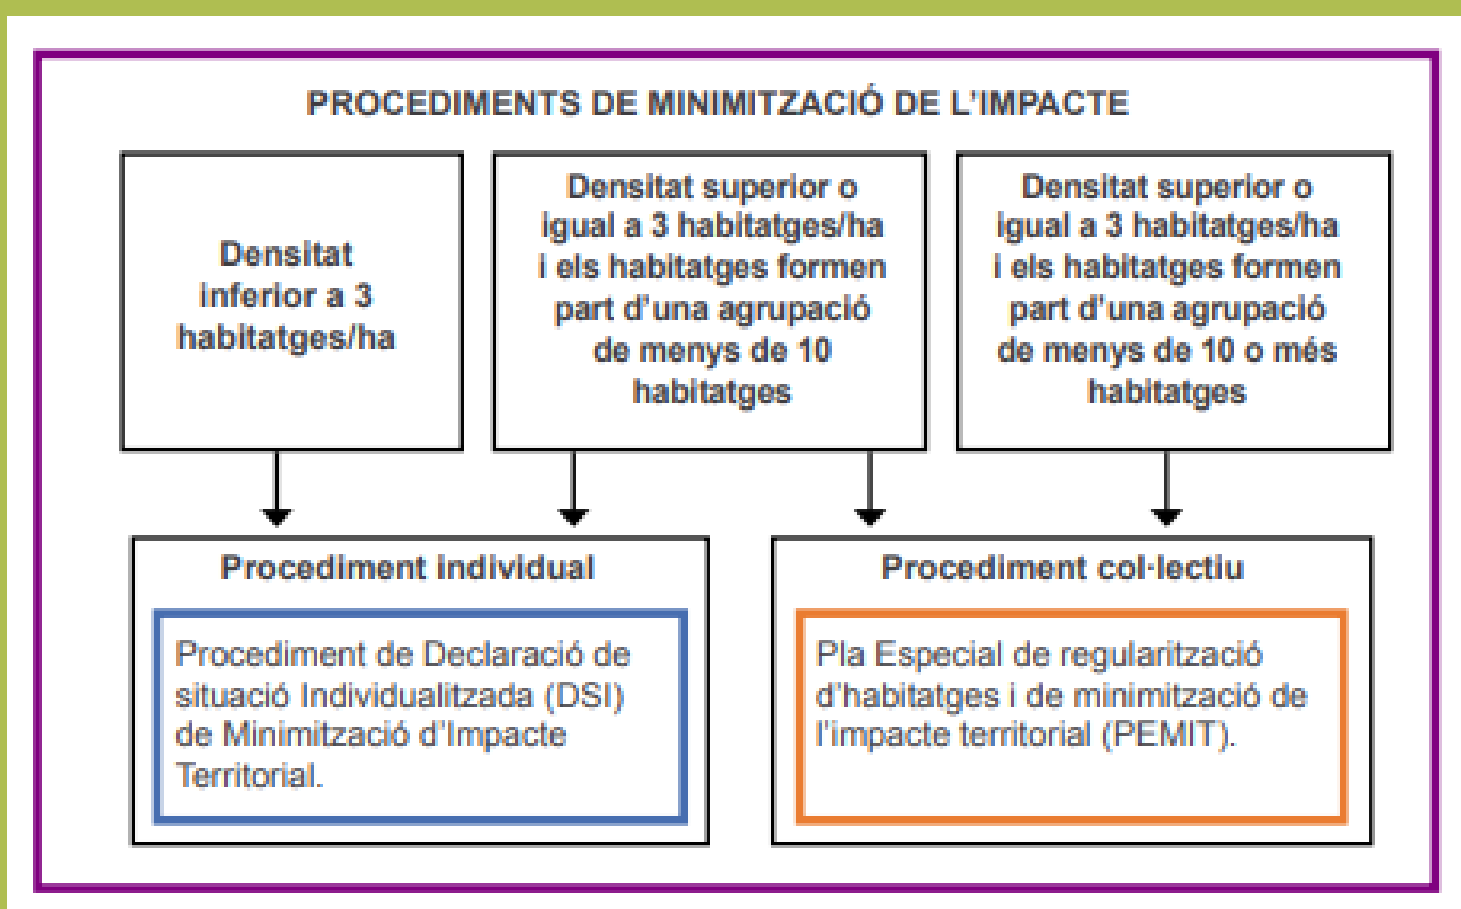 PROCEDIMENTS DE MINIMITZACIÓ DE L'IMPACTE
Densitat
inferior a 3
habitatges/ha
Densitat superior o
igual a 3 habitatges/ha
i els habitatges formen
part d'una agrupació
de menys de 10
habitatges
Densitat superior o
igual a 3 habitatges/ha
i els habitatges formen
part d'una agrupació
de menys de 10 o més
habitatges
Procediment individual
Procediment de Declaració de
situació Individualitzada (DSI)
de Minimització d'Impacte
Territorial.
Procediment col·lectiu
Pla Especial de regularització
d'habitatges i de minimització de
l'impacte territorial (PEMIT).